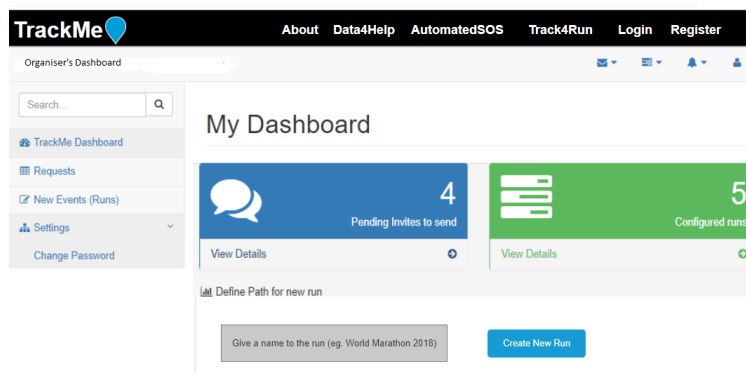 TrackMe About Data4Help AutomatedSOS Track4Run Login Register
Organiser's Dashboard
Search...
TrackMe Dashboard
Requests
New Events (Runs)
Settings
Change Password
My Dashboard
4
Pending Invites to send
View Details
5
Configured runs
View Details
Define Path for new run
Give a name to the run (eg. World Marathon 2018)
Create New Run